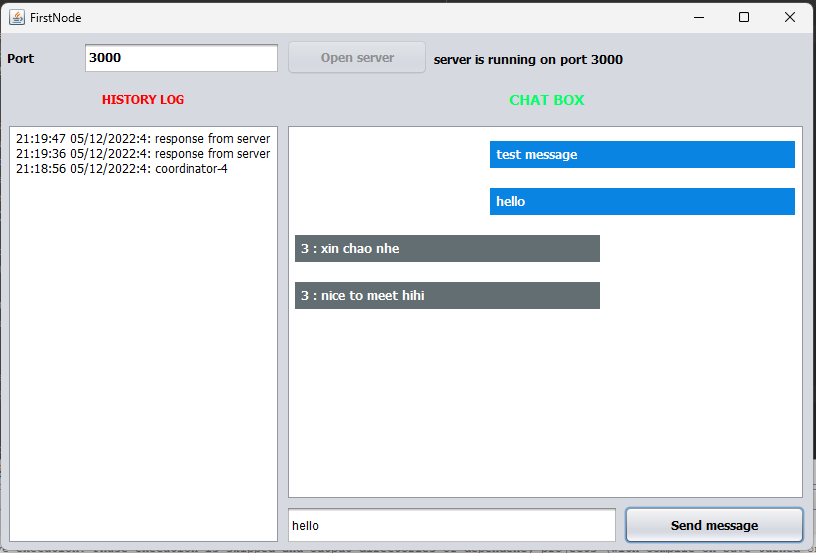 FirstNode
Port
3000
Open server
server is running on port 3000
HISTORY LOG
CHAT BOX
21:19:47 05/12/2022:4: response from server
21:19:36 05/12/2022:4: response from server
21:18:56 05/12/2022:4: coordinator-4
test message
hello
3 : xin chao nhe
3 : nice to meet hihi
hello
Send message